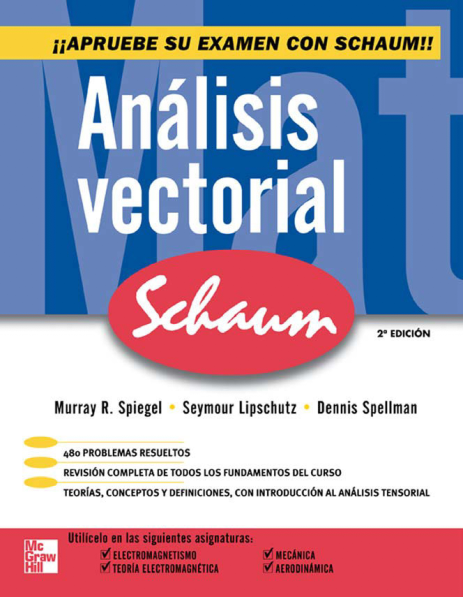 ¡¡APRUEBE SU EXAMEN CON SCHAUM!!
Mat
Análisis
vectorial
Schaum
2ª EDICIÓN
Murray R. Spiegel • Seymour Lipschutz • Dennis Spellman
480 PROBLEMAS RESUELTOS
REVISIÓN COMPLETA DE TODOS LOS FUNDAMENTOS DEL CURSO
TEORÍAS, CONCEPTOS Y DEFINICIONES, CON INTRODUCCIÓN AL ANÁLISIS TENSORIAL
Utilícelo en las siguientes asignaturas:
ELECTROMAGNETISMO
MECÁNICA
TEORÍA ELECTROMAGNÉTICA
AERODINÁMICA
Mc
Graw
Hill